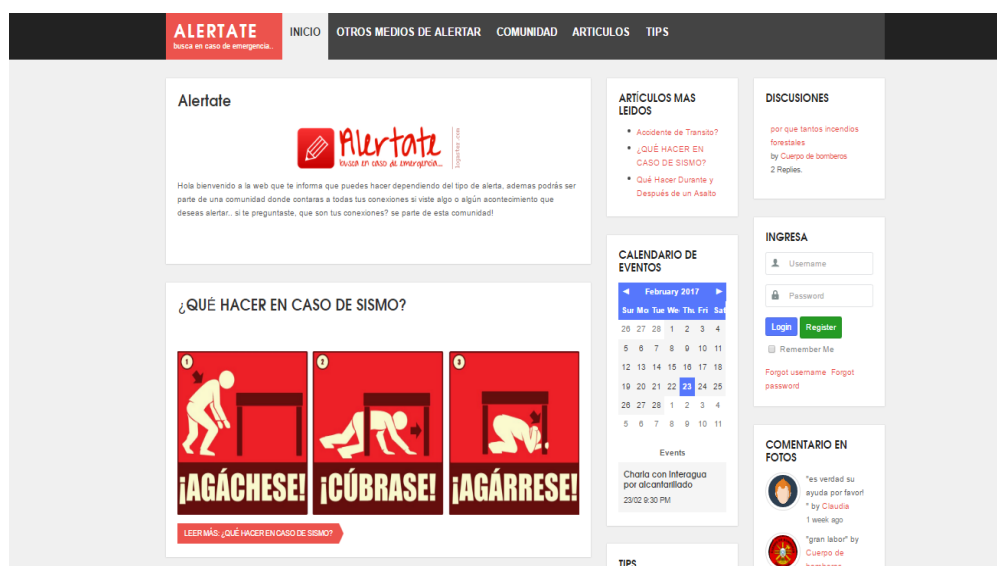 ALERTATE
busca en caso de emergencia..
INICIO OTROS MEDIOS DE ALERTAR COMUNIDAD ARTICULOS TIPS
Alertate
Alertate
busca en caso de emergencia...
Hola bienvenido a la web que te informa que puedes hacer dependiendo del tipo de alerta, ademas podrás ser
parte de una comunidad donde contaras a todas tus conexiones si viste algo o algún acontecimiento que
deseas alertar.. si te preguntaste, que son tus conexiones? se parte de esta comunidad!
¿QUÉ HACER EN CASO DE SISMO?
1
2
3
¡AGÁCHESE!
¡CÚBRASE!
¡AGÁRRESE!
LEER MÁS: ¿QUÉ HACER EN CASO DE SISMO?
ARTÍCULOS MAS
LEIDOS
Accidente de Transito?
¿QUÉ HACER EN
CASO DE SISMO?
Qué Hacer Durante y
Después de un Asalto
CALENDARIO DE
EVENTOS
February 2017
Sun Mo Tue We Thu Fri Sat
26 27 28 1 2 3 4
5 6 7 8 9 10 11
12 13 14 15 16 17 18
19 20 21 22 23 24 25
26 27 28 1 2 3 4
5 6 7 8 9 10 11
Events
Charla con Interagua
por alcantarillado
23/02 9:30 PM
TIPS
DISCUSIONES
por que tantos incendios
forestales
by Cuerpo de bomberos
2 Replies.
INGRESA
Username
Password
Login Register
Remember Me
Forgot username Forgot
password
COMENTARIO EN
FOTOS
"es verdad su
ayuda por favor!
" by Claudia
1 week ago
"gran labor" by
Cuerpo de
bomberos